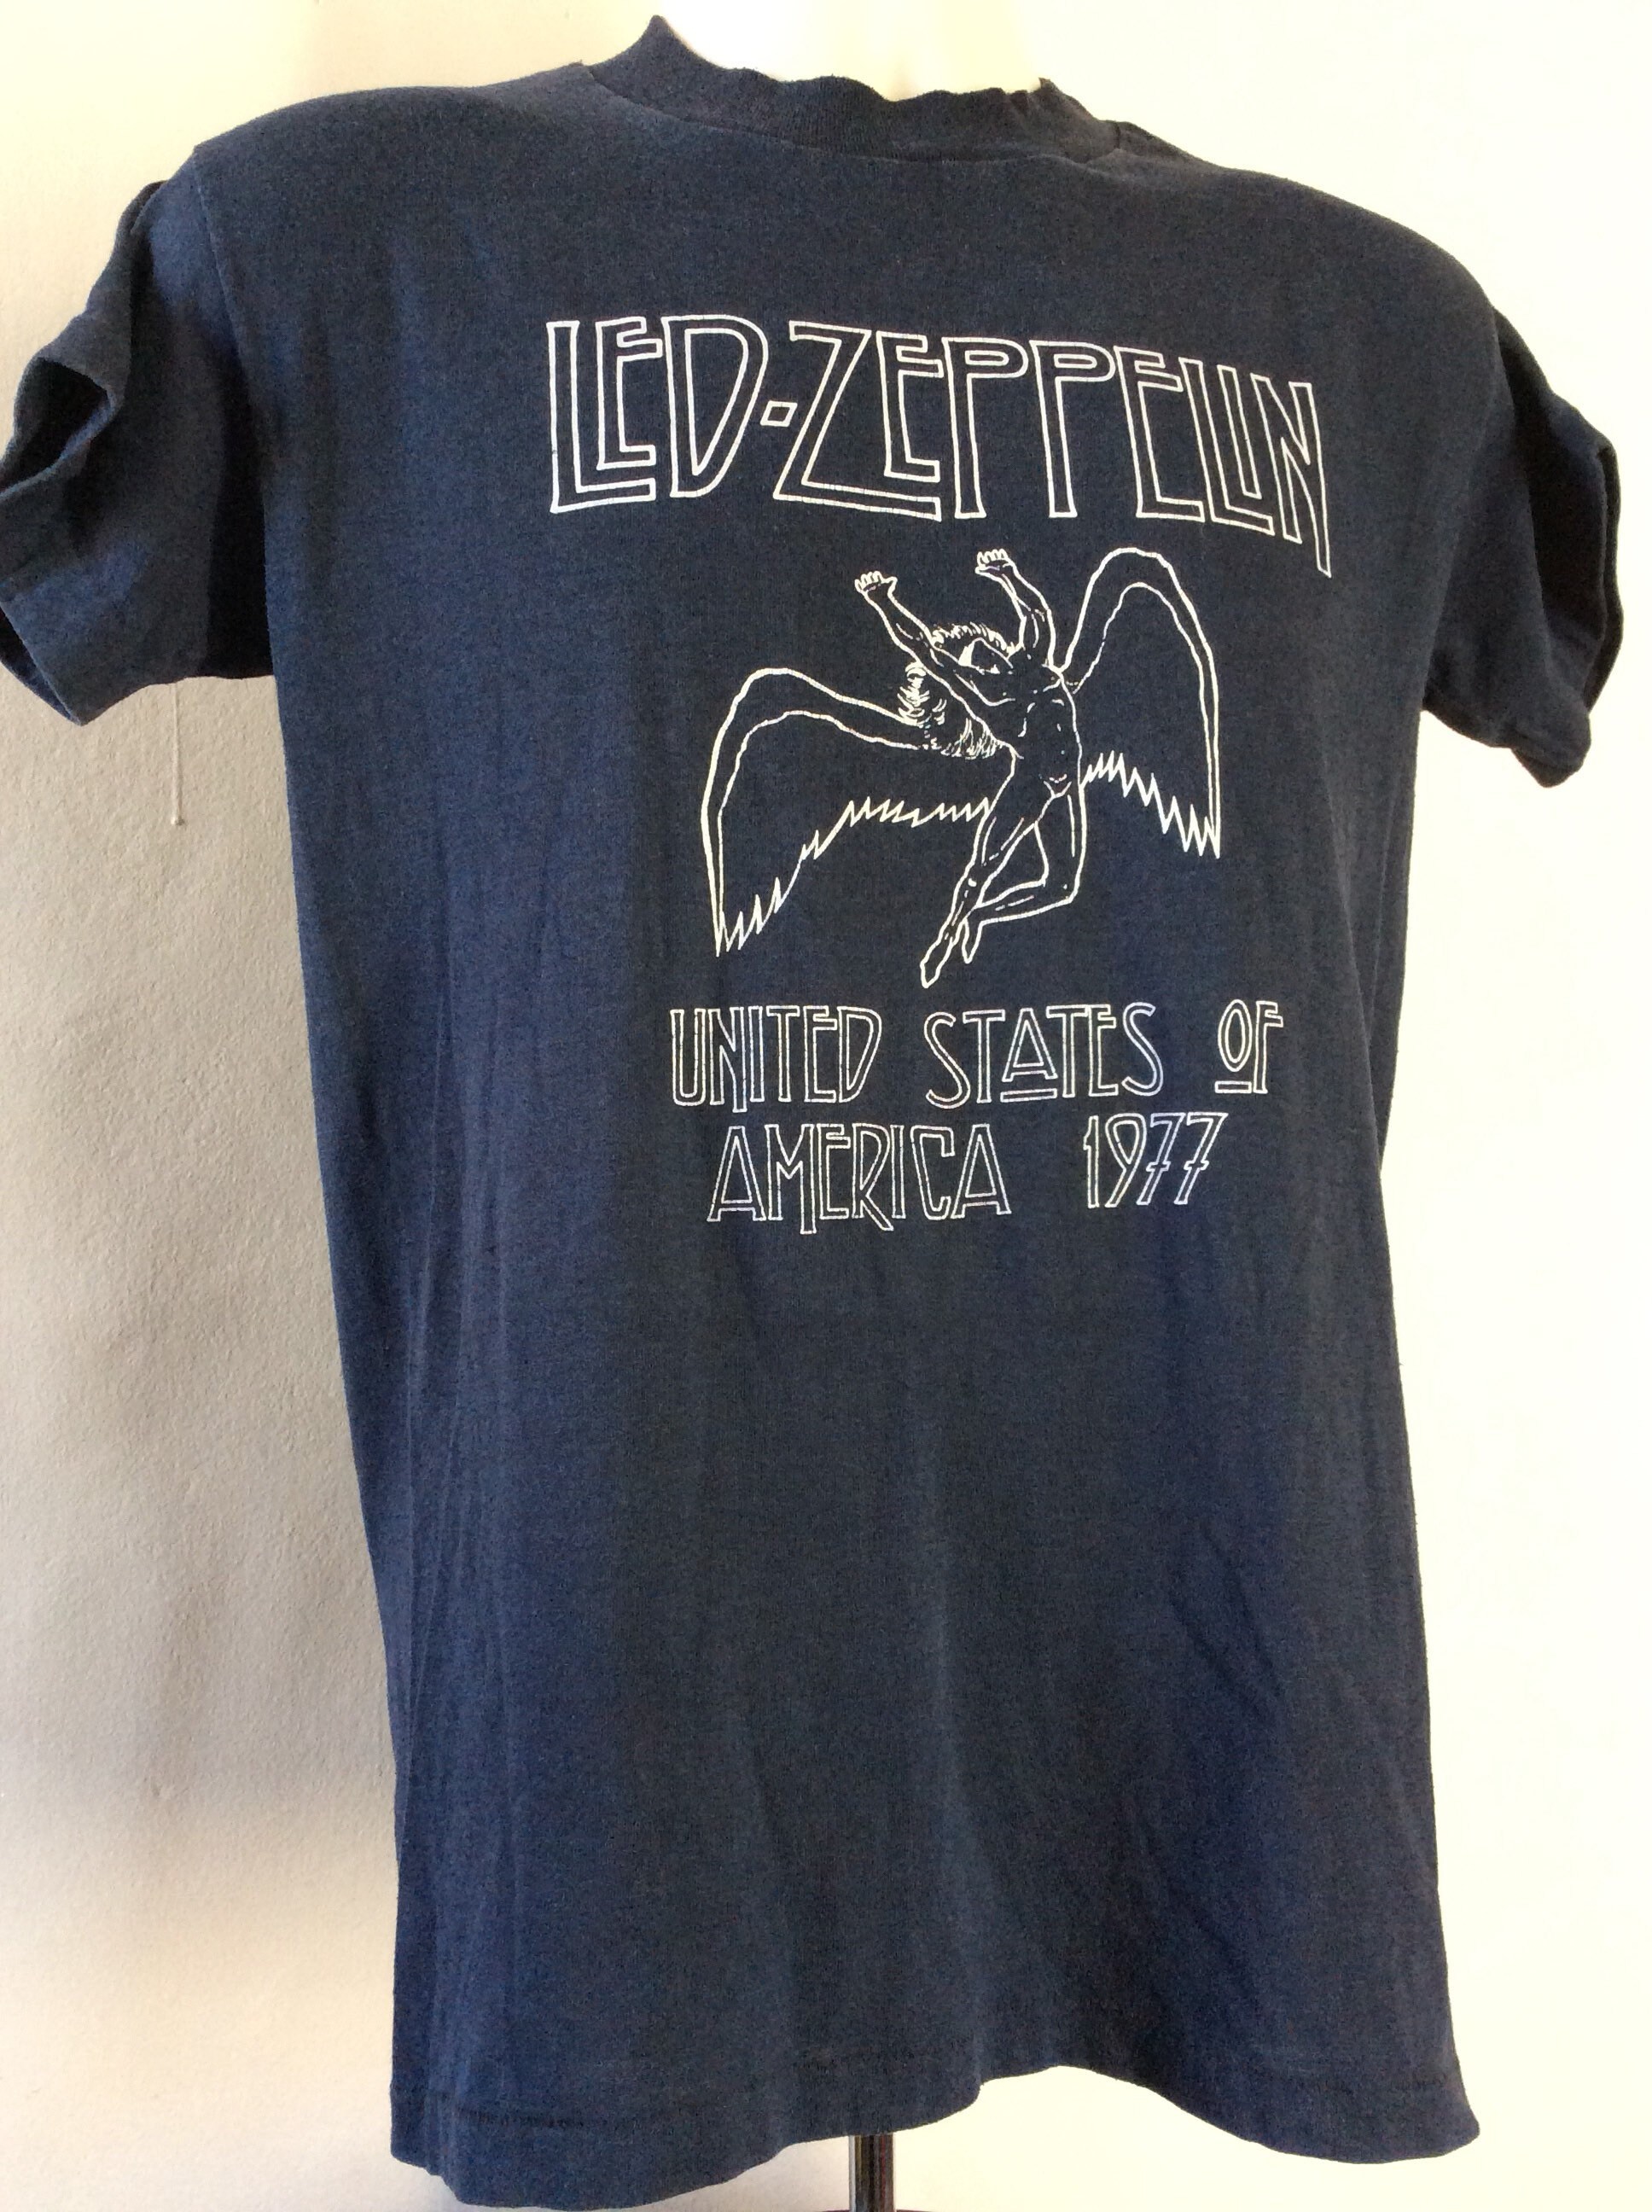 LED-ZEPPELIN
UNITED STATES OF
AMERICA 1977